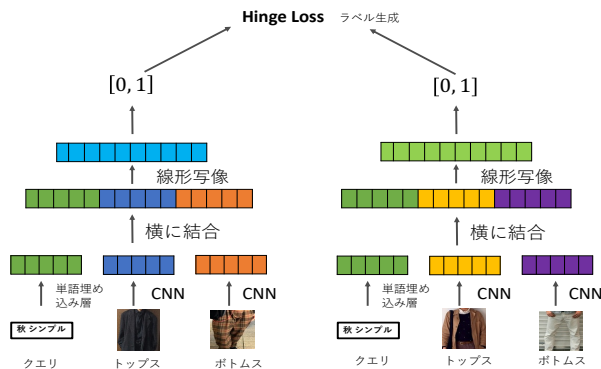 Hinge Loss ラベル生成
[0, 1] [0, 1]
線形写像 線形写像
横に結合 横に結合
単語埋め
込み層
CNN CNN
単語埋め
込み層
CNN CNN
秋 シンプル 秋 シンプル
クエリ トップス ボトムス クエリ トップス ボトムス